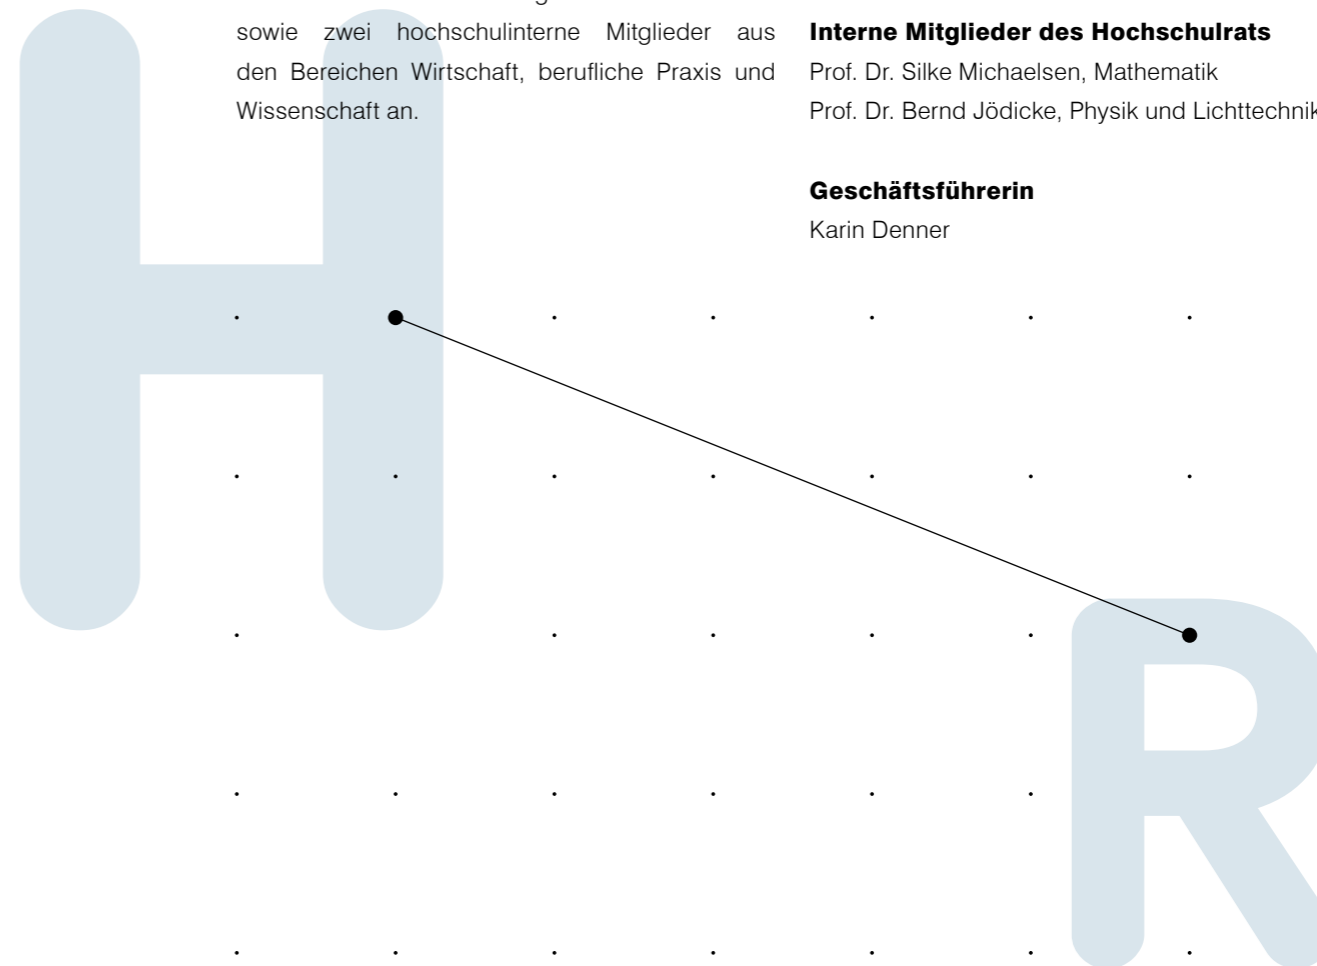 sowie zwei hochschulinterne Mitglieder aus
den Bereichen Wirtschaft, berufliche Praxis und
Wissenschaft an.
Interne Mitglieder des Hochschulrats
Prof. Dr. Silke Michaelsen, Mathematik
Prof. Dr. Bernd Jödicke, Physik und Lichttechnik
Geschäftsführerin
Karin Denner
H
R